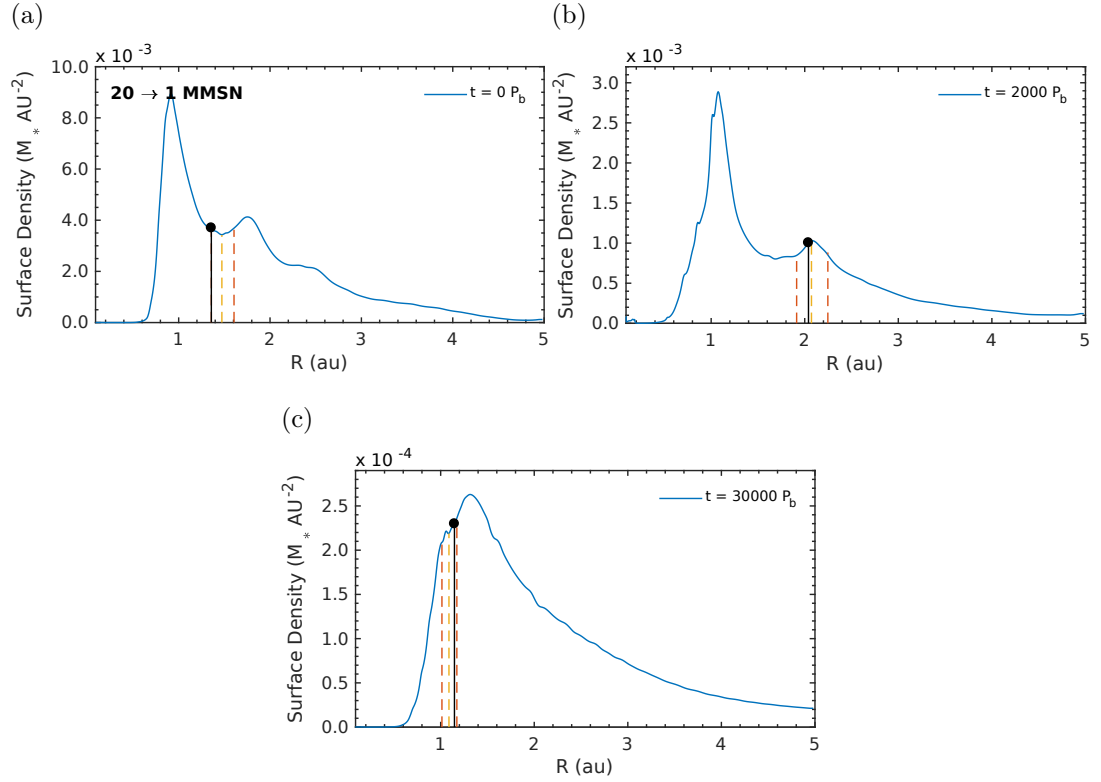 (a)
x 10 -3
20 → 1 MMSN
t = 0 P_b
10.0
8.0
6.0
4.0
2.0
0.0
Surface Density (M_* AU^-2)
1 2 3 4 5
R (au)
(b)
x 10 -3
t = 2000 P_b
3.0
2.5
2.0
1.5
1.0
0.5
0.0
Surface Density (M_* AU^-2)
1 2 3 4 5
R (au)
(c)
x 10 -4
t = 30000 P_b
2.5
2.0
1.5
1.0
0.5
0.0
Surface Density (M_* AU^-2)
1 2 3 4 5
R (au)